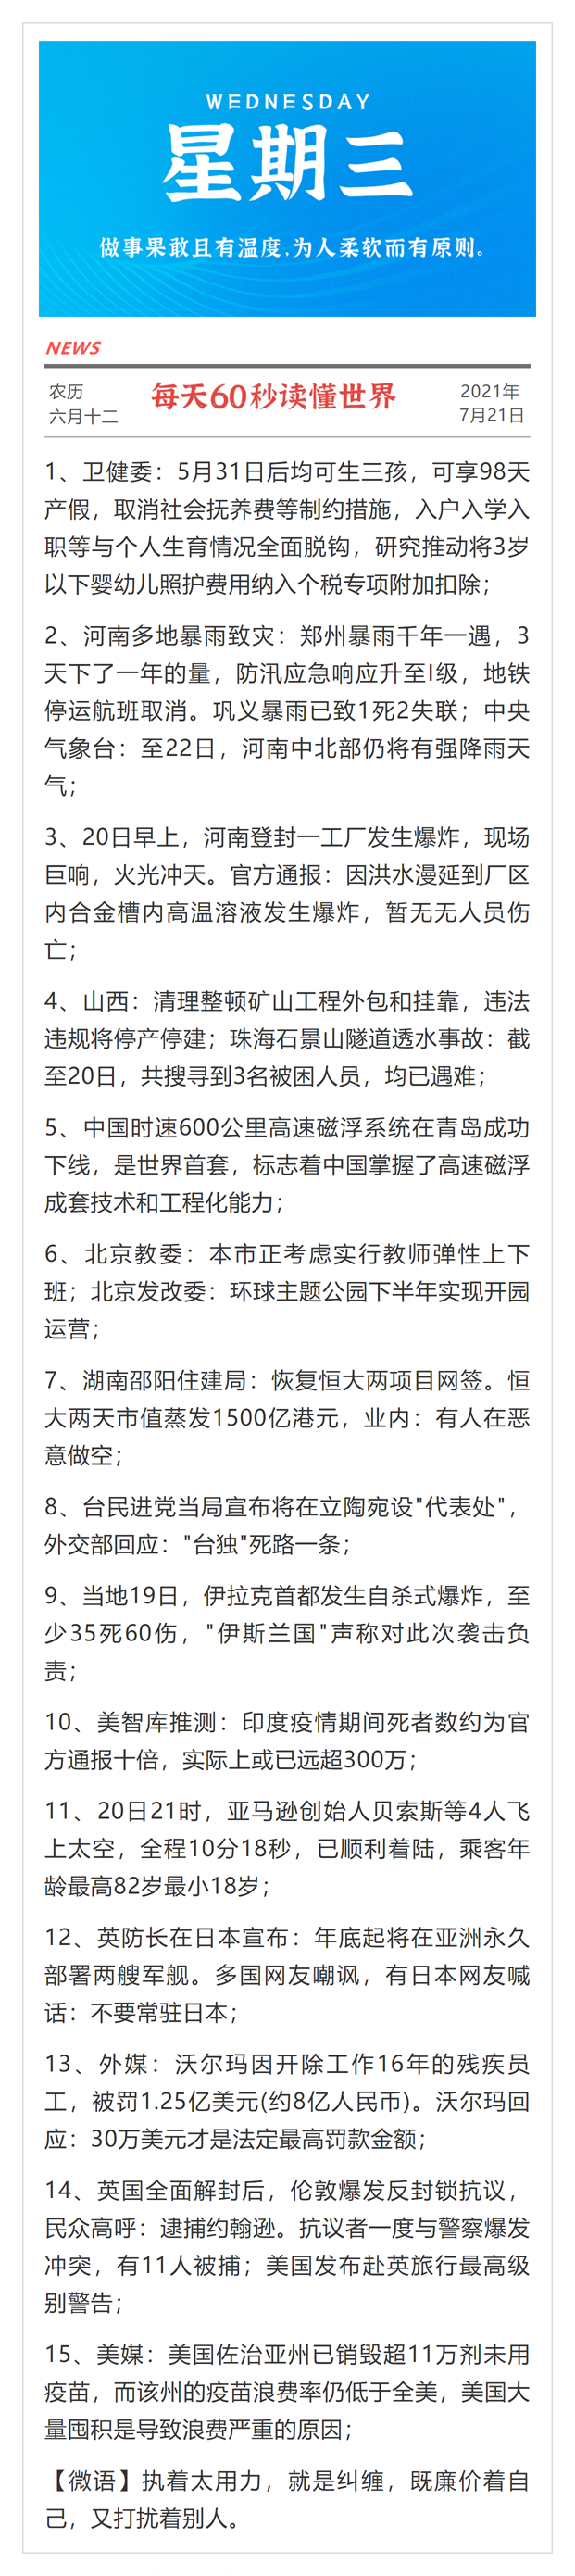 WEDNESDAY
星期三
做事果敢且有温度,为人柔软而有原则。
NEWS
农历
六月十二
每天60秒读懂世界
2021年
7月21日
1、卫健委：5月31日后均可生三孩，可享98天
产假，取消社会抚养费等制约措施，入户入学入
职等与个人生育情况全面脱钩，研究推动将3岁
以下婴幼儿照护费用纳入个税专项附加扣除；
2、河南多地暴雨致灾：郑州暴雨千年一遇，3
天下了一年的量，防汛应急响应升至I级，地铁
停运航班取消。巩义暴雨已致1死2失联；中央
气象台：至22日，河南中北部仍将有强降雨天
气；
3、20日早上，河南登封一工厂发生爆炸，现场
巨响，火光冲天。官方通报：因洪水漫延到厂区
内合金槽内高温溶液发生爆炸，暂无无人员伤
亡；
4、山西：清理整顿矿山工程外包和挂靠，违法
违规将停产停建；珠海石景山隧道透水事故：截
至20日，共搜寻到3名被困人员，均已遇难；
5、中国时速600公里高速磁浮系统在青岛成功
下线，是世界首套，标志着中国掌握了高速磁浮
成套技术和工程化能力；
6、北京教委：本市正考虑实行教师弹性上下
班；北京发改委：环球主题公园下半年实现开园
运营；
7、湖南邵阳住建局：恢复恒大两项目网签。恒
大两天市值蒸发1500亿港元，业内：有人在恶
意做空；
8、台民进党当局宣布将在立陶宛设"代表处"，
外交部回应："台独"死路一条；
9、当地19日，伊拉克首都发生自杀式爆炸，至
少35死60伤，"伊斯兰国"声称对此次袭击负
责；
10、美智库推测：印度疫情期间死者数约为官
方通报十倍，实际上或已远超300万；
11、20日21时，亚马逊创始人贝索斯等4人飞
上太空，全程10分18秒，已顺利着陆，乘客年
龄最高82岁最小18岁；
12、英防长在日本宣布：年底起将在亚洲永久
部署两艘军舰。多国网友嘲讽，有日本网友喊
话：不要常驻日本；
13、外媒：沃尔玛因开除工作16年的残疾员
工，被罚1.25亿美元(约8亿人民币)。沃尔玛回
应：30万美元才是法定最高罚款金额；
14、英国全面解封后，伦敦爆发反封锁抗议，
民众高呼：逮捕约翰逊。抗议者一度与警察爆发
冲突，有11人被捕；美国发布赴英旅行最高级
别警告；
15、美媒：美国佐治亚州已销毁超11万剂未用
疫苗，而该州的疫苗浪费率仍低于全美，美国大
量囤积是导致浪费严重的原因；
【微语】执着太用力，就是纠缠，既廉价着自
己，又打扰着别人。